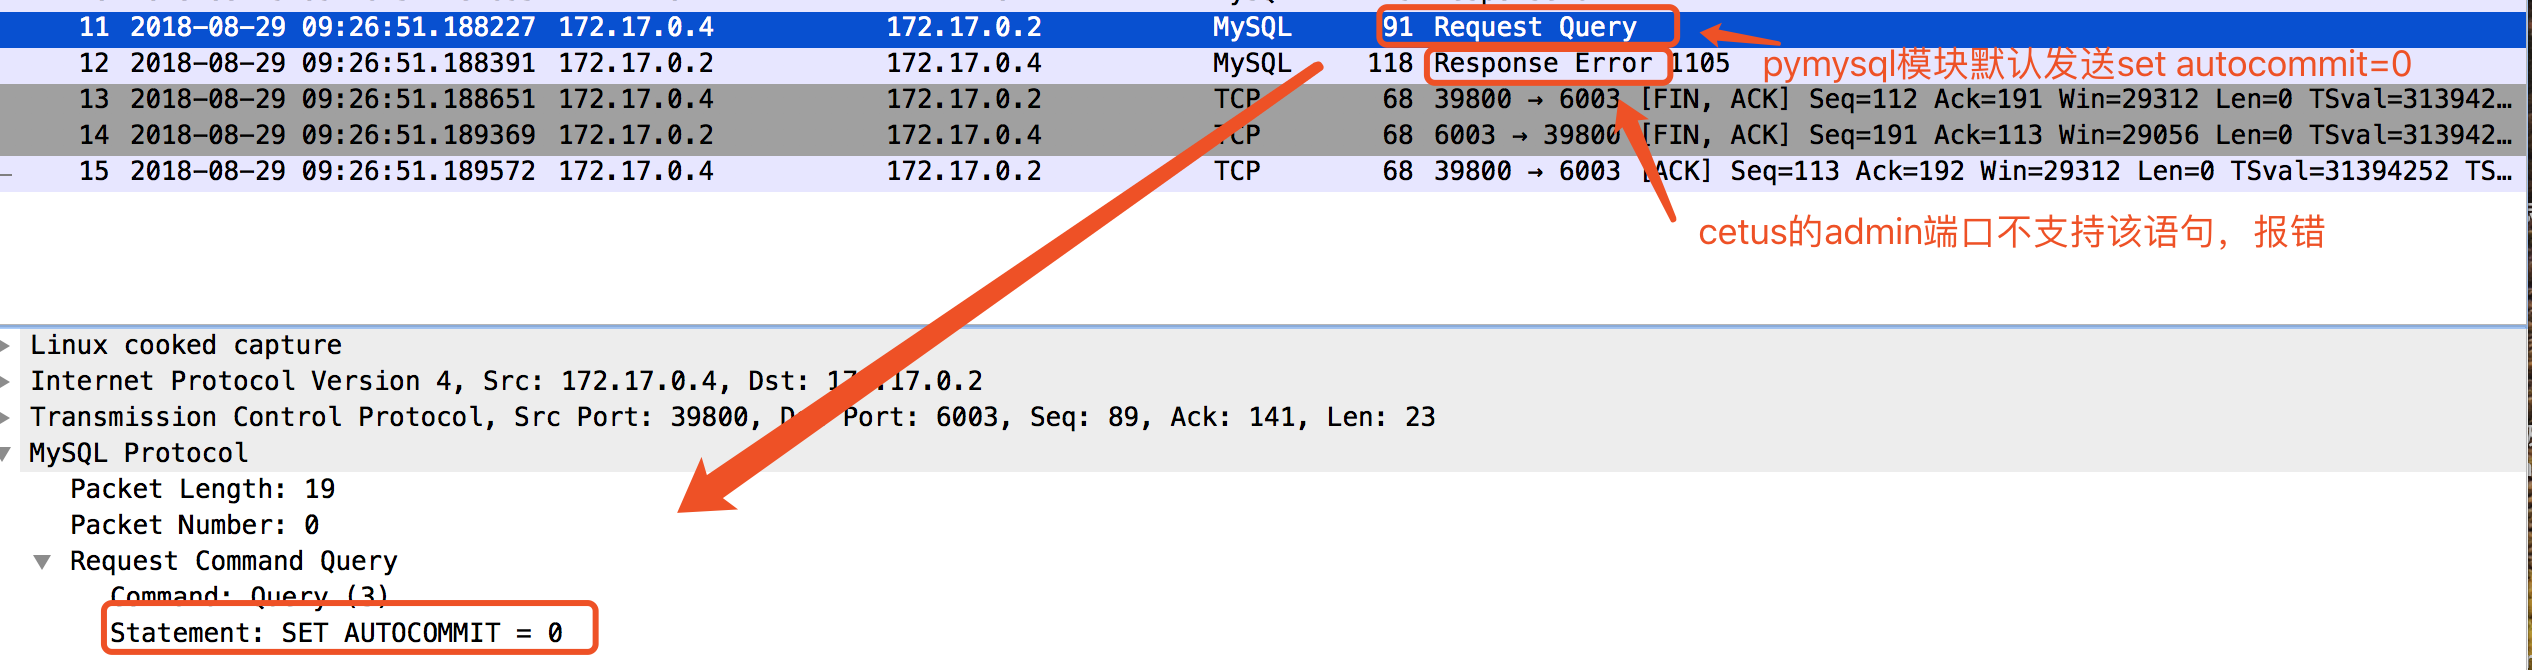 11 2018-08-29 09:26:51.188227 172.17.0.4 172.17.0.2 MySQL 91 Request Query
12 2018-08-29 09:26:51.188391 172.17.0.2 172.17.0.4 MySQL 118 Response Error 1105
pymysql模块默认发送set autocommit=0
13 2018-08-29 09:26:51.188651 172.17.0.4 172.17.0.2 TCP 68 39800 → 6003 [FIN, ACK] Seq=112 Ack=191 Win=29312 Len=0 TSval=313942…
14 2018-08-29 09:26:51.189369 172.17.0.2 172.17.0.4 TCP 68 6003 → 39800 [FIN, ACK] Seq=191 Ack=113 Win=29056 Len=0 TSval=313942…
15 2018-08-29 09:26:51.189572 172.17.0.4 172.17.0.2 TCP 68 39800 → 6003 [ACK] Seq=113 Ack=192 Win=29312 Len=0 TSval=31394252 TS…
cetus的admin端口不支持该语句，报错
Linux cooked capture
Internet Protocol Version 4, Src: 172.17.0.4, Dst: 172.17.0.2
Transmission Control Protocol, Src Port: 39800, Dst Port: 6003, Seq: 89, Ack: 141, Len: 23
MySQL Protocol
Packet Length: 19
Packet Number: 0
Request Command Query
Command: Query (3)
Statement: SET AUTOCOMMIT = 0